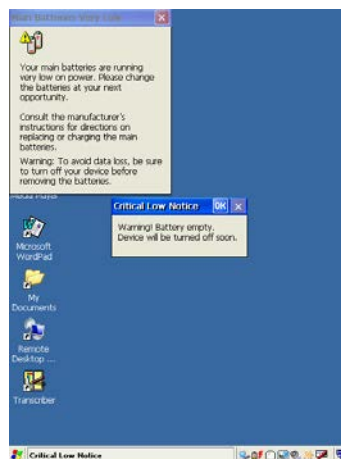 Main Batteries Very Low
Your main batteries are running
very low on power. Please change
the batteries at your next
opportunity.
Consult the manufacturer's
instructions for directions on
replacing or charging the main
batteries.
Warning: To avoid data loss, be sure
to turn off your device before
removing the batteries.
Media Player
Critical Low Notice OK
Warning! Battery empty.
Device will be turned off soon.
Microsoft
WordPad
My
Documents
Remote
Desktop ...
Transcriber
Critical Low Notice